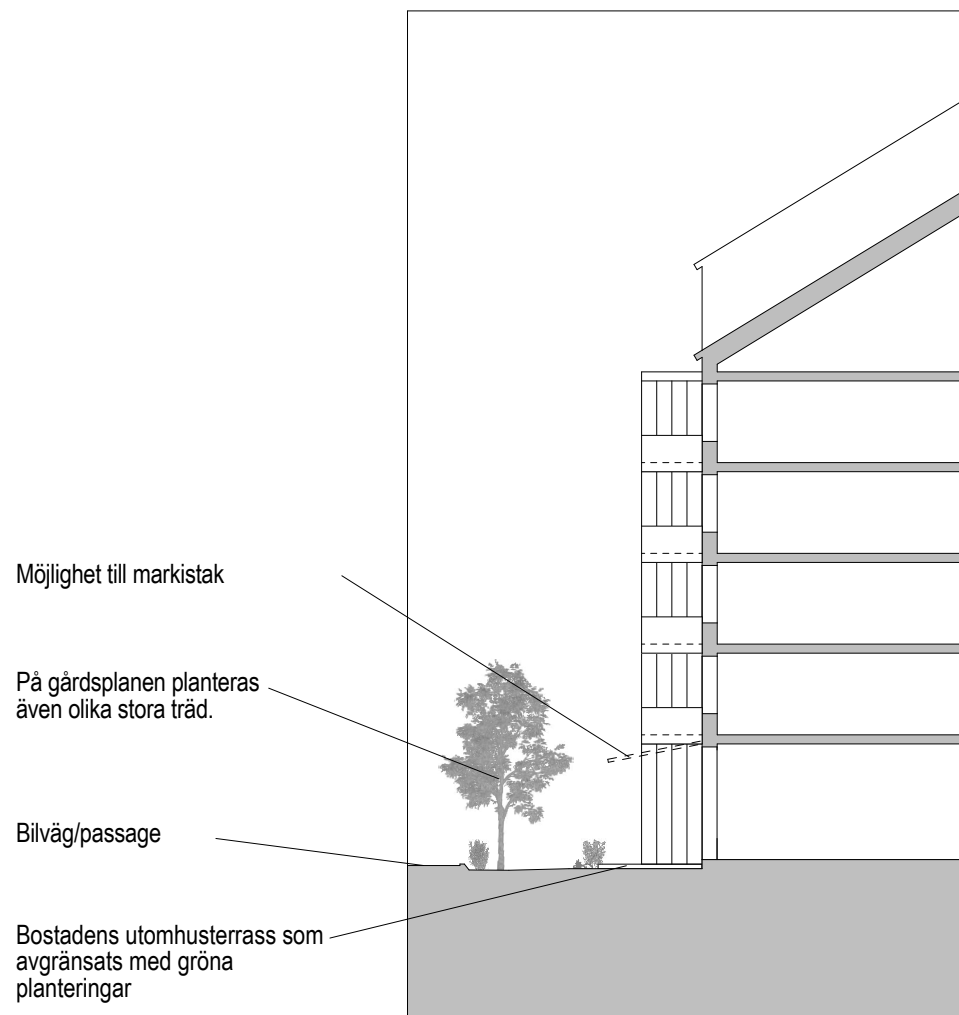 Möjlighet till markistak
På gårdsplanen planteras
även olika stora träd.
Bilväg/passage
Bostadens utomhusterrass som
avgränsats med gröna
planteringar